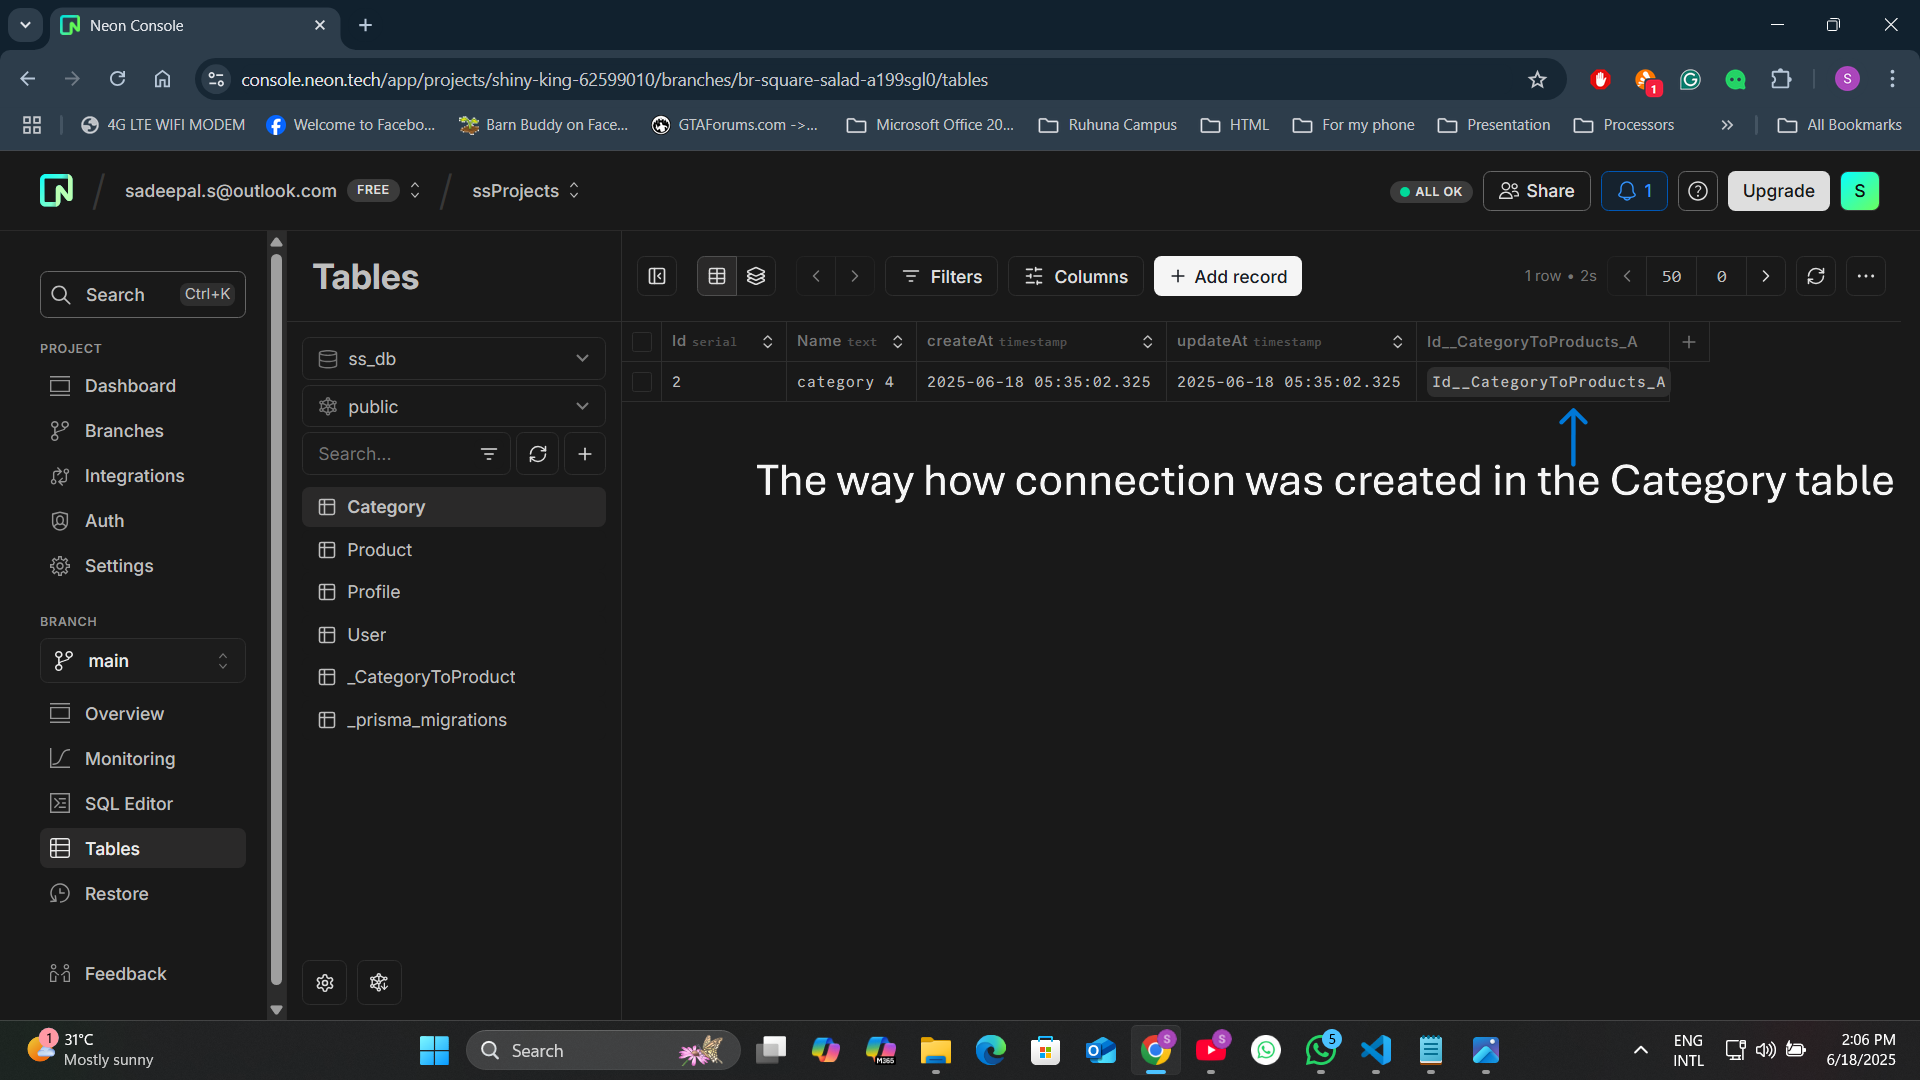 Neon Console
console.neon.tech/app/projects/shiny-king-62599010/branches/br-square-salad-a199sgl0/tables
1
S
4G LTE WIFI MODEM
Welcome to Facebo...
Barn Buddy on Face...
GTAForums.com ->...
Microsoft Office 20...
Ruhuna Campus
HTML
For my phone
Presentation
Processors
All Bookmarks
sadeepal.s@outlook.com
FREE
ssProjects
ALL OK
Share
1
Upgrade
S
Search
Ctrl+K
PROJECT
Dashboard
Branches
Integrations
Auth
Settings
BRANCH
main
Overview
Monitoring
SQL Editor
Tables
Restore
Feedback
Tables
ss_db
public
Search...
Category
Product
Profile
User
_CategoryToProduct
_prisma_migrations
Filters
Columns
Add record
1 row • 2s
50
0
Id serial
Name text
createAt timestamp
updateAt timestamp
Id__CategoryToProducts_A
2
category 4
2025-06-18 05:35:02.325
2025-06-18 05:35:02.325
Id__CategoryToProducts_A
The way how connection was created in the Category table
1
31°C
Mostly sunny
Search
M365
S
S
5
ENG
INTL
2:06 PM
6/18/2025